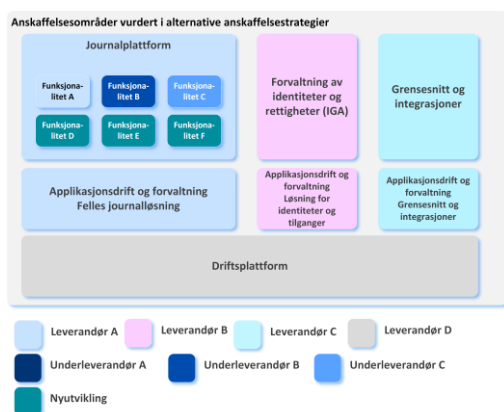 Anskaffelsesområder vurdert i alternative anskaffelsestrategier
Journalplattform
Funksjona-
litet A
Funksjona-
litet B
Funksjona-
litet C
Funksjona-
litet D
Funksjona-
litet E
Funksjona-
litet F
Forvaltning av
identiteter og
rettigheter (IGA)
Grensesnitt og
integrasjoner
Applikasjonsdrift og forvaltning
Felles journalløsning
Applikasjonsdrift og
forvaltning
Løsning for
identiteter og
tilganger
Applikasjonsdrift og
forvaltning
Grensesnitt og
integrasjoner
Driftsplattform
Leverandør A
Leverandør B
Leverandør C
Leverandør D
Underleverandør A
Underleverandør B
Underleverandør C
Nyutvikling